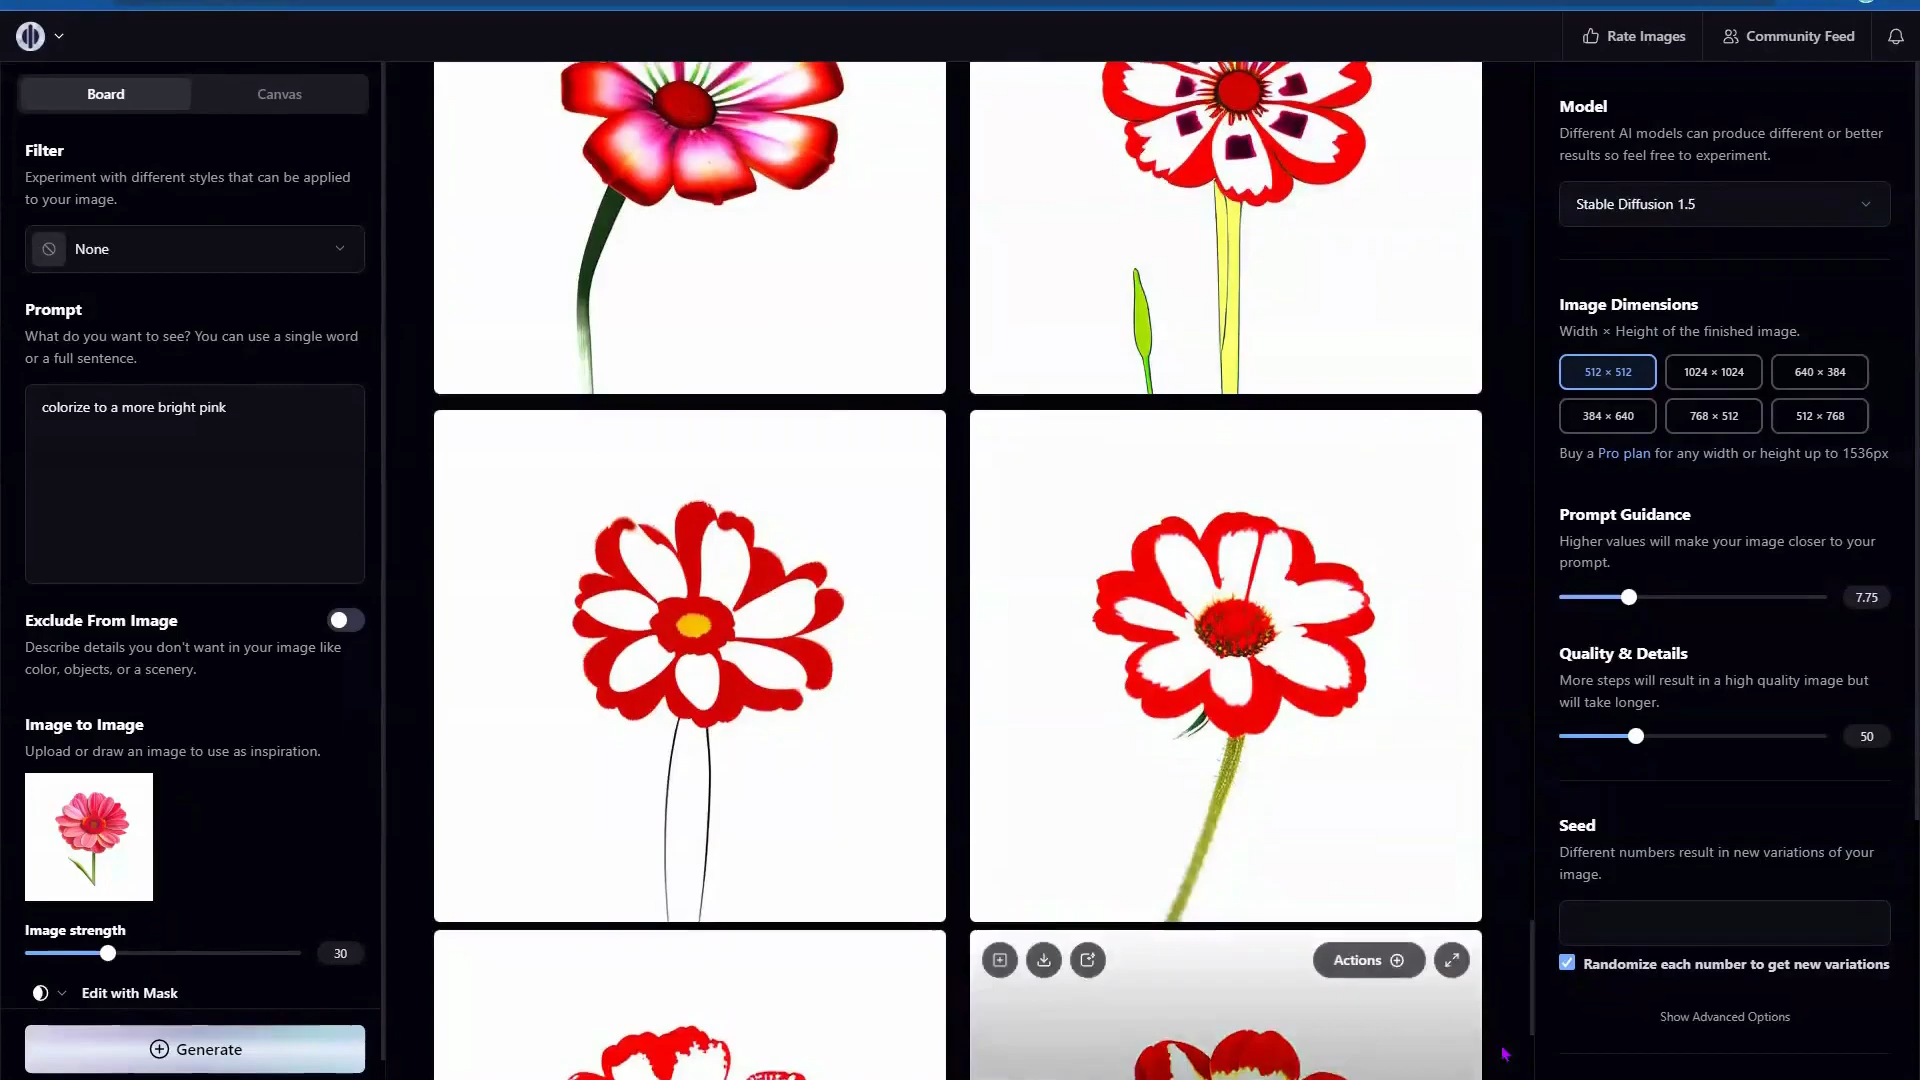 Rate Images
Community Feed
Board
Canvas
Filter
Experiment with different styles that can be applied
to your image.
None
Prompt
What do you want to see? You can use a single word
or a full sentence.
colorize to a more bright pink
Exclude From Image
Describe details you don't want in your image like
color, objects, or a scenery.
Image to Image
Upload or draw an image to use as inspiration.
Image strength
30
Edit with Mask
Generate
Actions
Model
Different AI models can produce different or better
results so feel free to experiment.
Stable Diffusion 1.5
Image Dimensions
Width × Height of the finished image.
512 × 512
1024 × 1024
640 × 384
384 × 640
768 × 512
512 × 768
Buy a Pro plan for any width or height up to 1536px
Prompt Guidance
Higher values will make your image closer to your
prompt.
7.75
Quality & Details
More steps will result in a high quality image but
will take longer.
50
Seed
Different numbers result in new variations of your
image.
Randomize each number to get new variations
Show Advanced Options